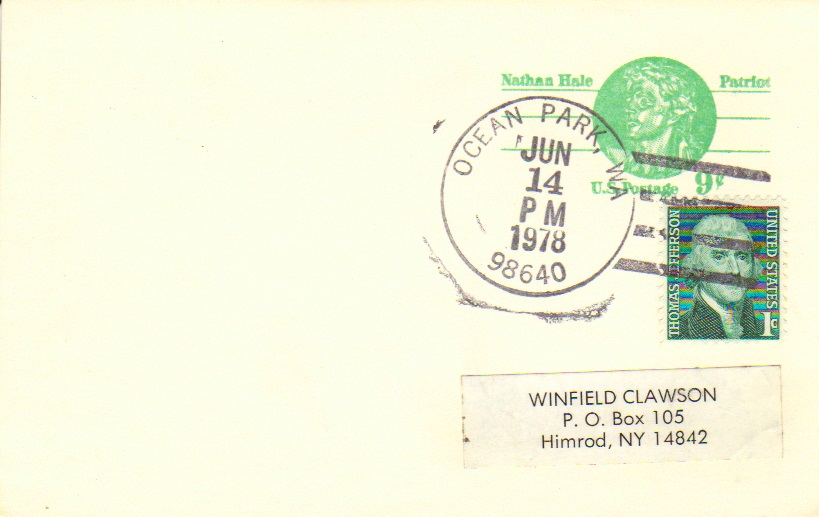 Nathan Hale Patriot
U.S. Postage 9¢
OCEAN PARK, WA
JUN
14
PM
1978
98640
THOMAS JEFFERSON
UNITED STATES
1¢
WINFIELD CLAWSON
P. O. Box 105
Himrod, NY 14842